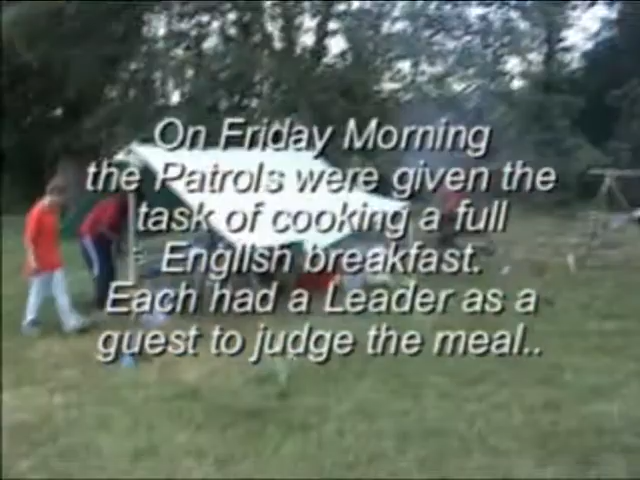 On Friday Morning
the Patrols were given the
task of cooking a full
English breakfast.
Each had a Leader as a
guest to judge the meal..